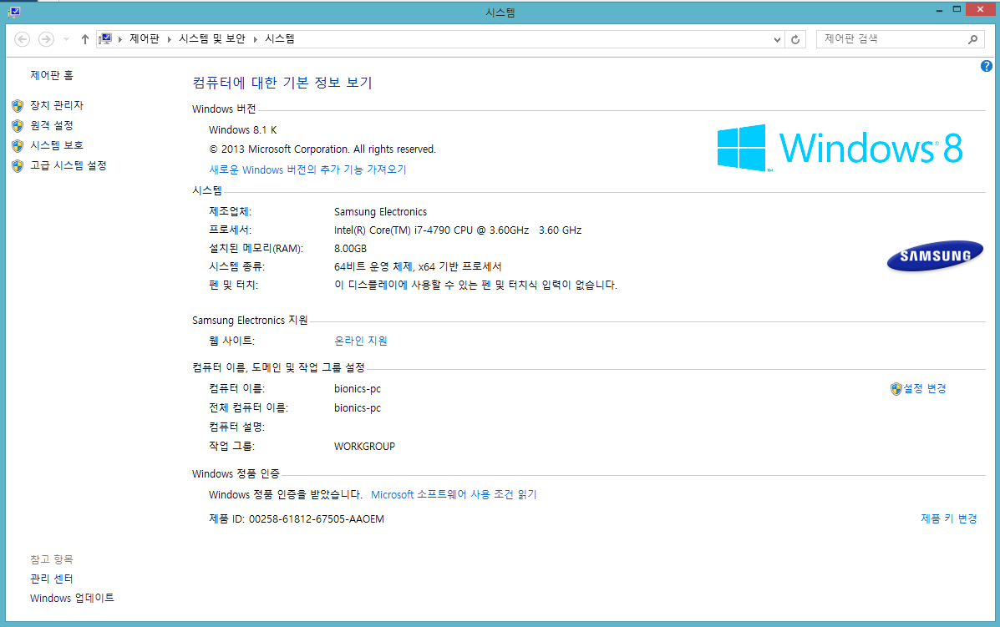 시스템
제어판 시스템 및 보안 시스템
제어판 검색
제어판 홈
장치 관리자
원격 설정
시스템 보호
고급 시스템 설정
컴퓨터에 대한 기본 정보 보기
Windows 버전
Windows 8.1 K
© 2013 Microsoft Corporation. All rights reserved.
새로운 Windows 버전의 추가 기능 가져오기
Windows 8
시스템
제조업체: Samsung Electronics
프로세서: Intel(R) Core(TM) i7-4790 CPU @ 3.60GHz 3.60 GHz
설치된 메모리(RAM): 8.00GB
시스템 종류: 64비트 운영 체제, x64 기반 프로세서
펜 및 터치: 이 디스플레이에 사용할 수 있는 펜 및 터치식 입력이 없습니다.
SAMSUNG
Samsung Electronics 지원
웹 사이트: 온라인 지원
컴퓨터 이름, 도메인 및 작업 그룹 설정
컴퓨터 이름: bionics-pc 설정 변경
전체 컴퓨터 이름: bionics-pc
컴퓨터 설명:
작업 그룹: WORKGROUP
Windows 정품 인증
Windows 정품 인증을 받았습니다. Microsoft 소프트웨어 사용 조건 읽기
제품 ID: 00258-61812-67505-AAOEM 제품 키 변경
참고 항목
관리 센터
Windows 업데이트